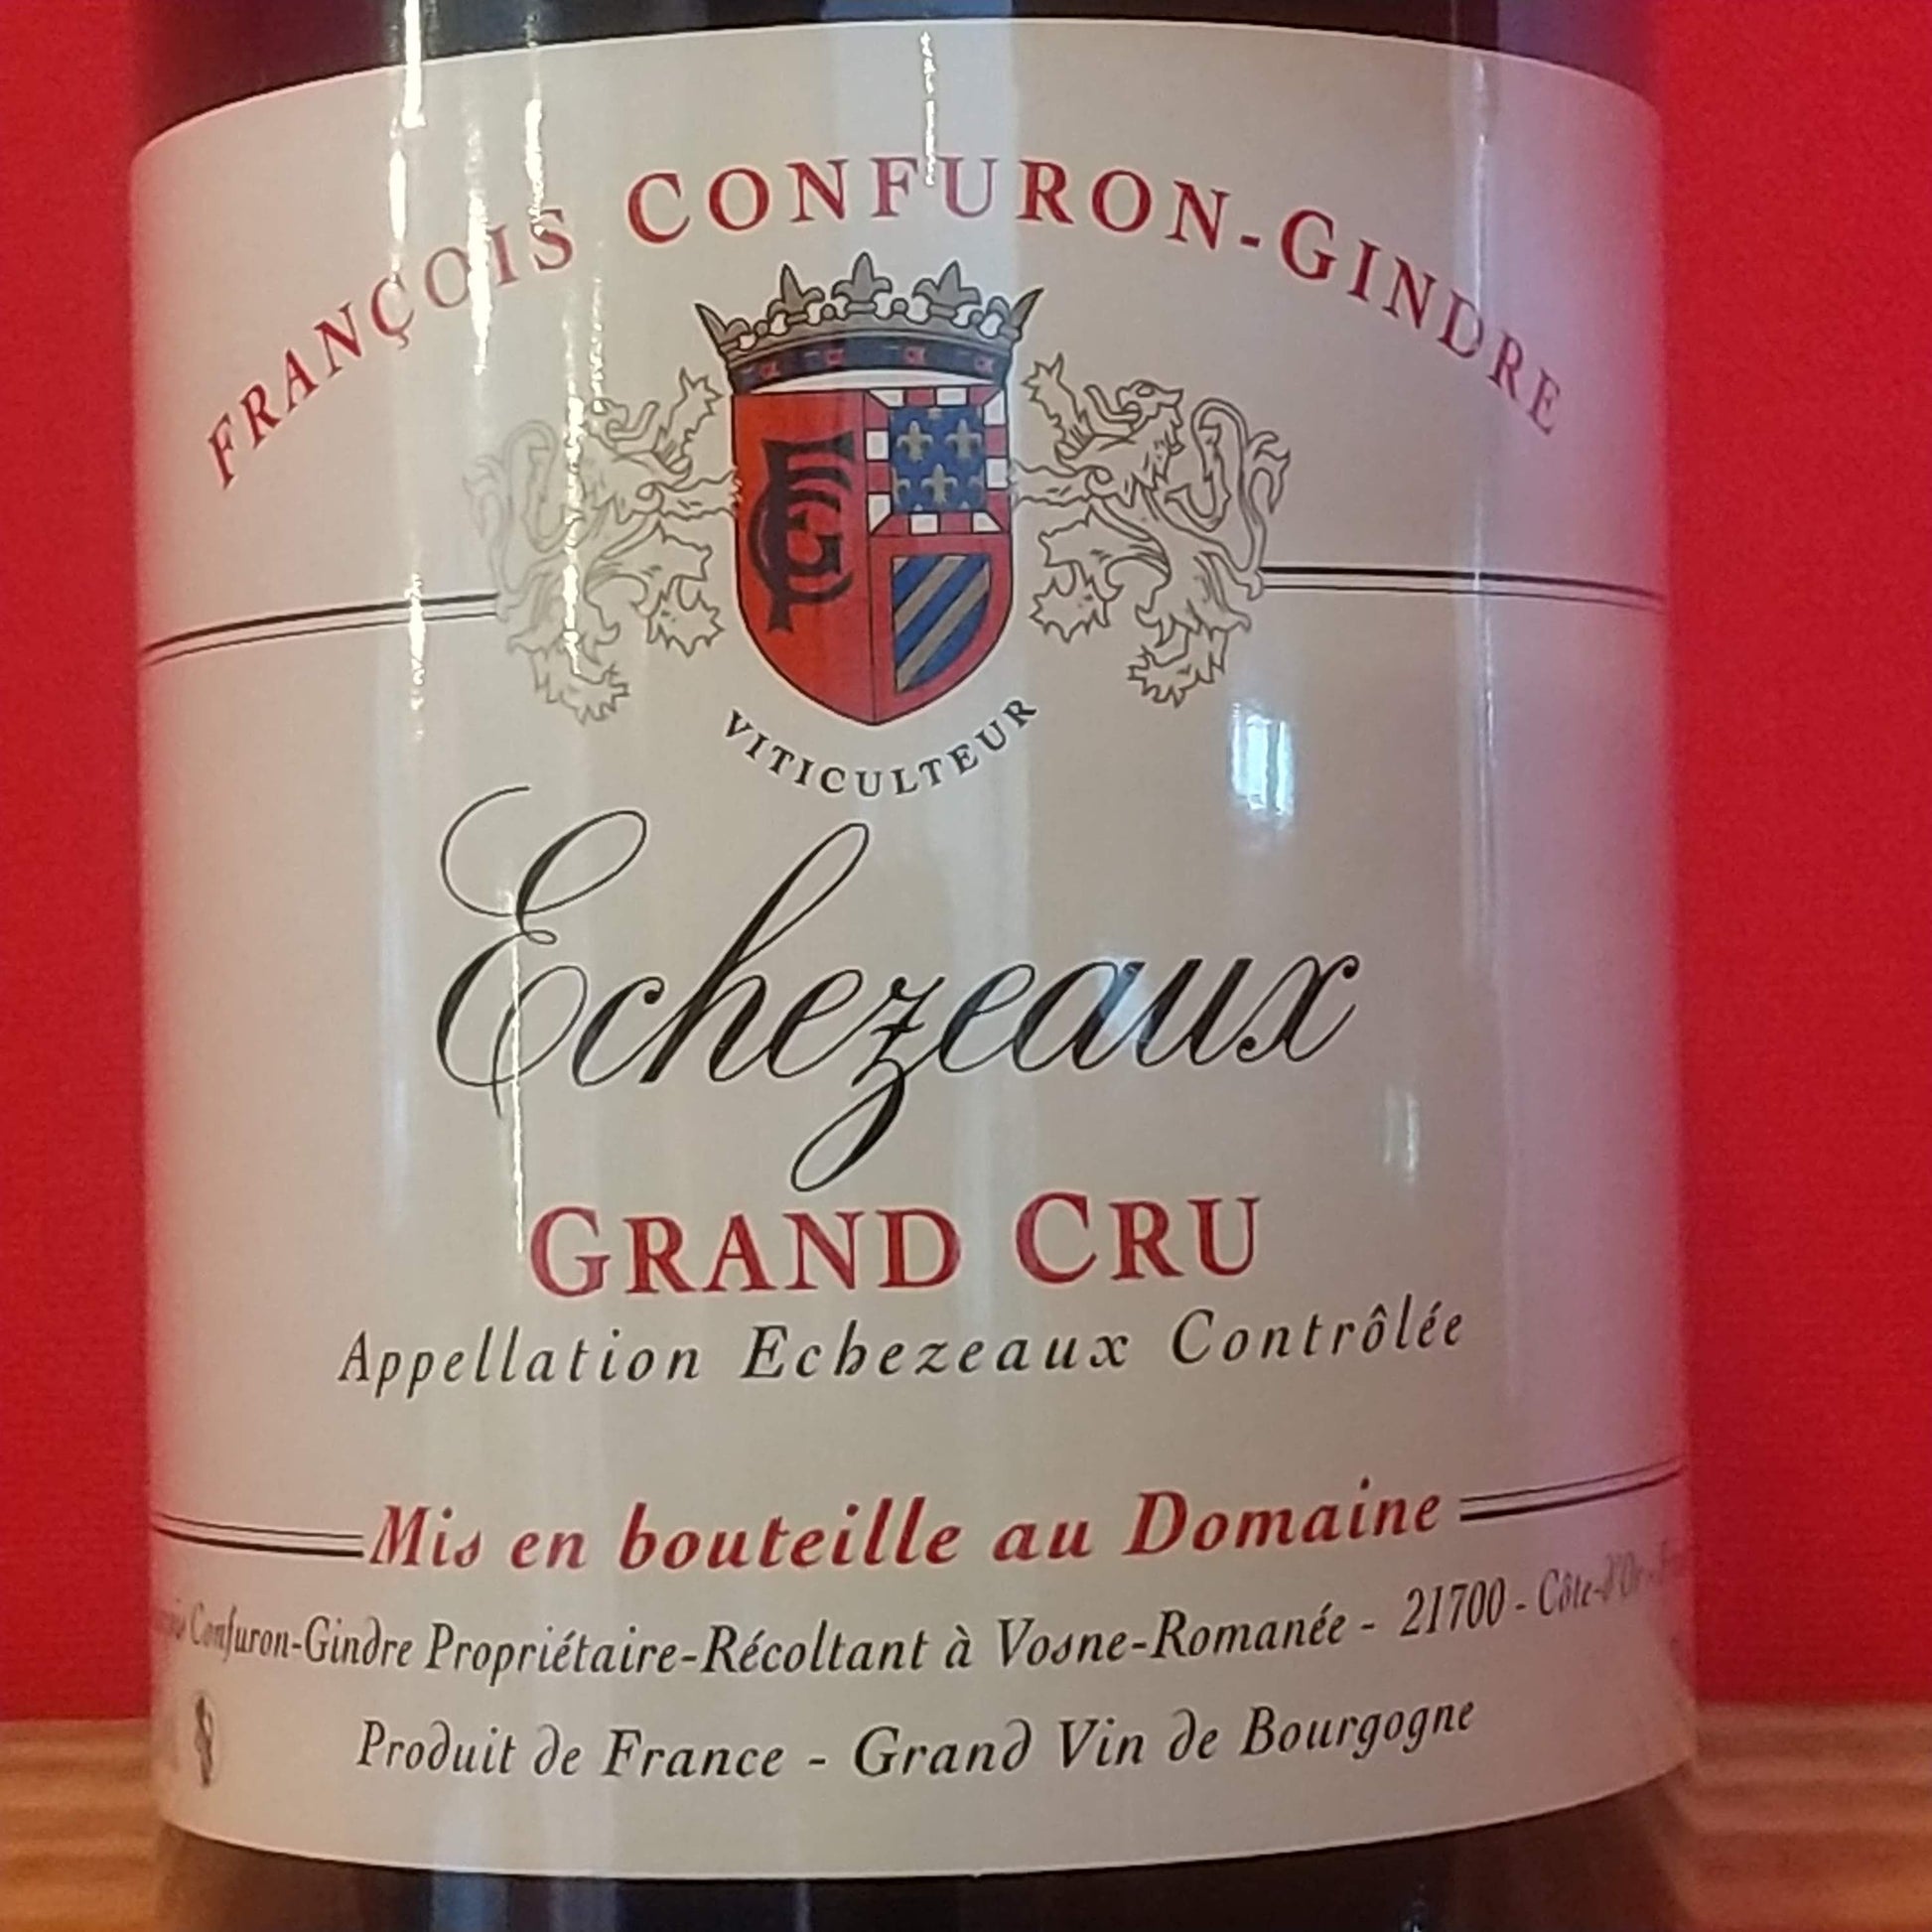 FRANÇOIS CONFURON-GINDRE
CFG
VITICULTEUR
Echezeaux
GRAND CRU
Appellation Echezeaux Contrôlée
Mis en bouteille au Domaine
Confuron-Gindre Propriétaire-Récoltant à Vosne-Romanée - 21700 - Côte-d'Or -
Produit de France - Grand Vin de Bourgogne